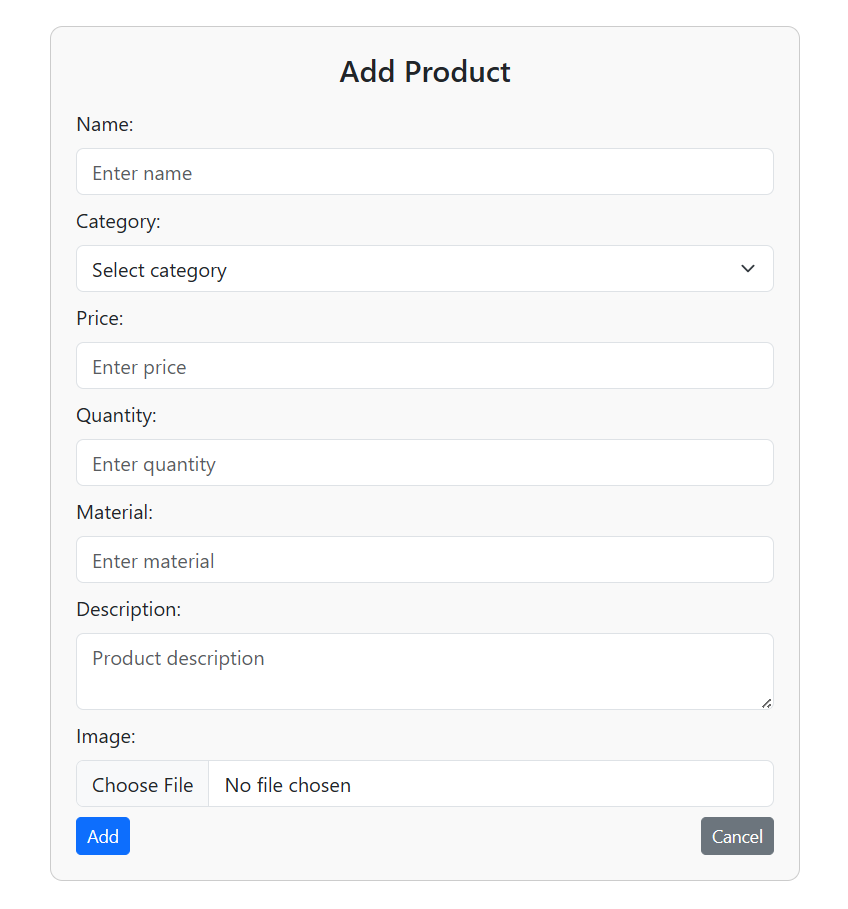 Add Product
Name:
Enter name
Category:
Select category
Price:
Enter price
Quantity:
Enter quantity
Material:
Enter material
Description:
Product description
Image:
Choose File No file chosen
Add Cancel